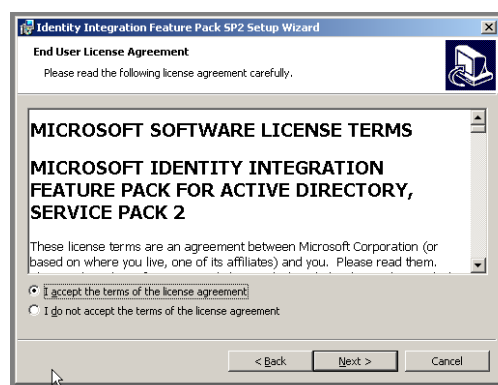 Identity Integration Feature Pack SP2 Setup Wizard
End User License Agreement
Please read the following license agreement carefully.
MICROSOFT SOFTWARE LICENSE TERMS
MICROSOFT IDENTITY INTEGRATION
FEATURE PACK FOR ACTIVE DIRECTORY,
SERVICE PACK 2
These license terms are an agreement between Microsoft Corporation (or
based on where you live, one of its affiliates) and you. Please read them.
I accept the terms of the license agreement
I do not accept the terms of the license agreement
< Back Next > Cancel